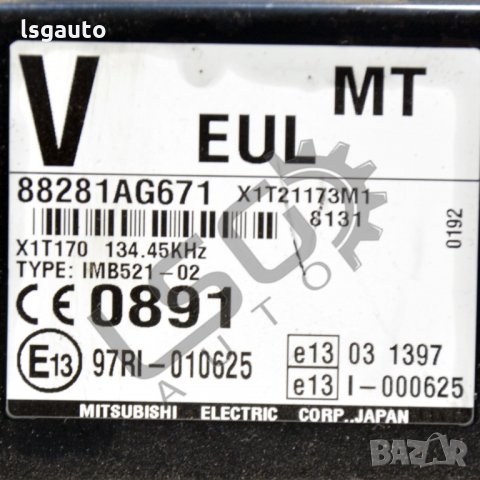 lsgauto
V
MT
EUL
88281AG671 X1T21173M1
8131
0192
X1T170 134.45KHz
TYPE: IMB521-02
CE 0891
E13 97RI-010625
e13 03 1397
e13 I-000625
MITSUBISHI ELECTRIC CORP.,JAPAN
LSG
AUTO
BAZAR